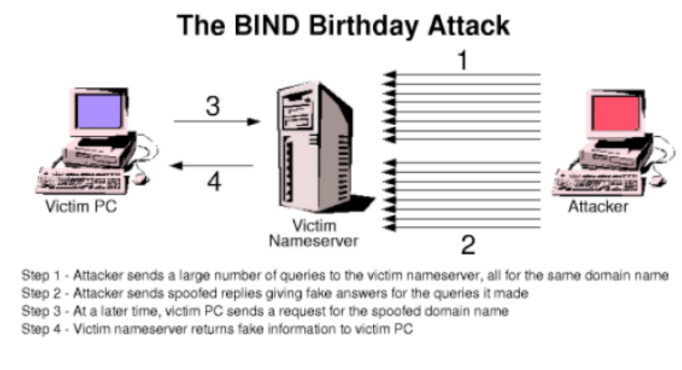 The BIND Birthday Attack
1
3
4
Victim PC
Victim
Nameserver
Attacker
2
Step 1 - Attacker sends a large number of queries to the victim nameserver, all for the same domain name
Step 2 - Attacker sends spoofed replies giving fake answers for the queries it made
Step 3 - At a later time, victim PC sends a request for the spoofed domain name
Step 4 - Victim nameserver returns fake information to victim PC